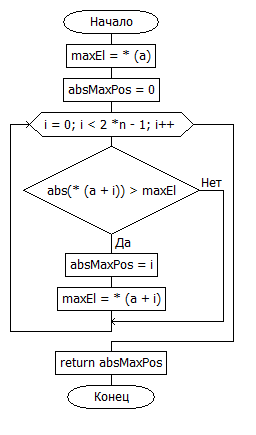 Начало
maxEl = * (a)
absMaxPos = 0
i = 0; i < 2 *n - 1; i++
abs(* (a + i)) > maxEl
Нет
Да
absMaxPos = i
maxEl = * (a + i)
return absMaxPos
Конец